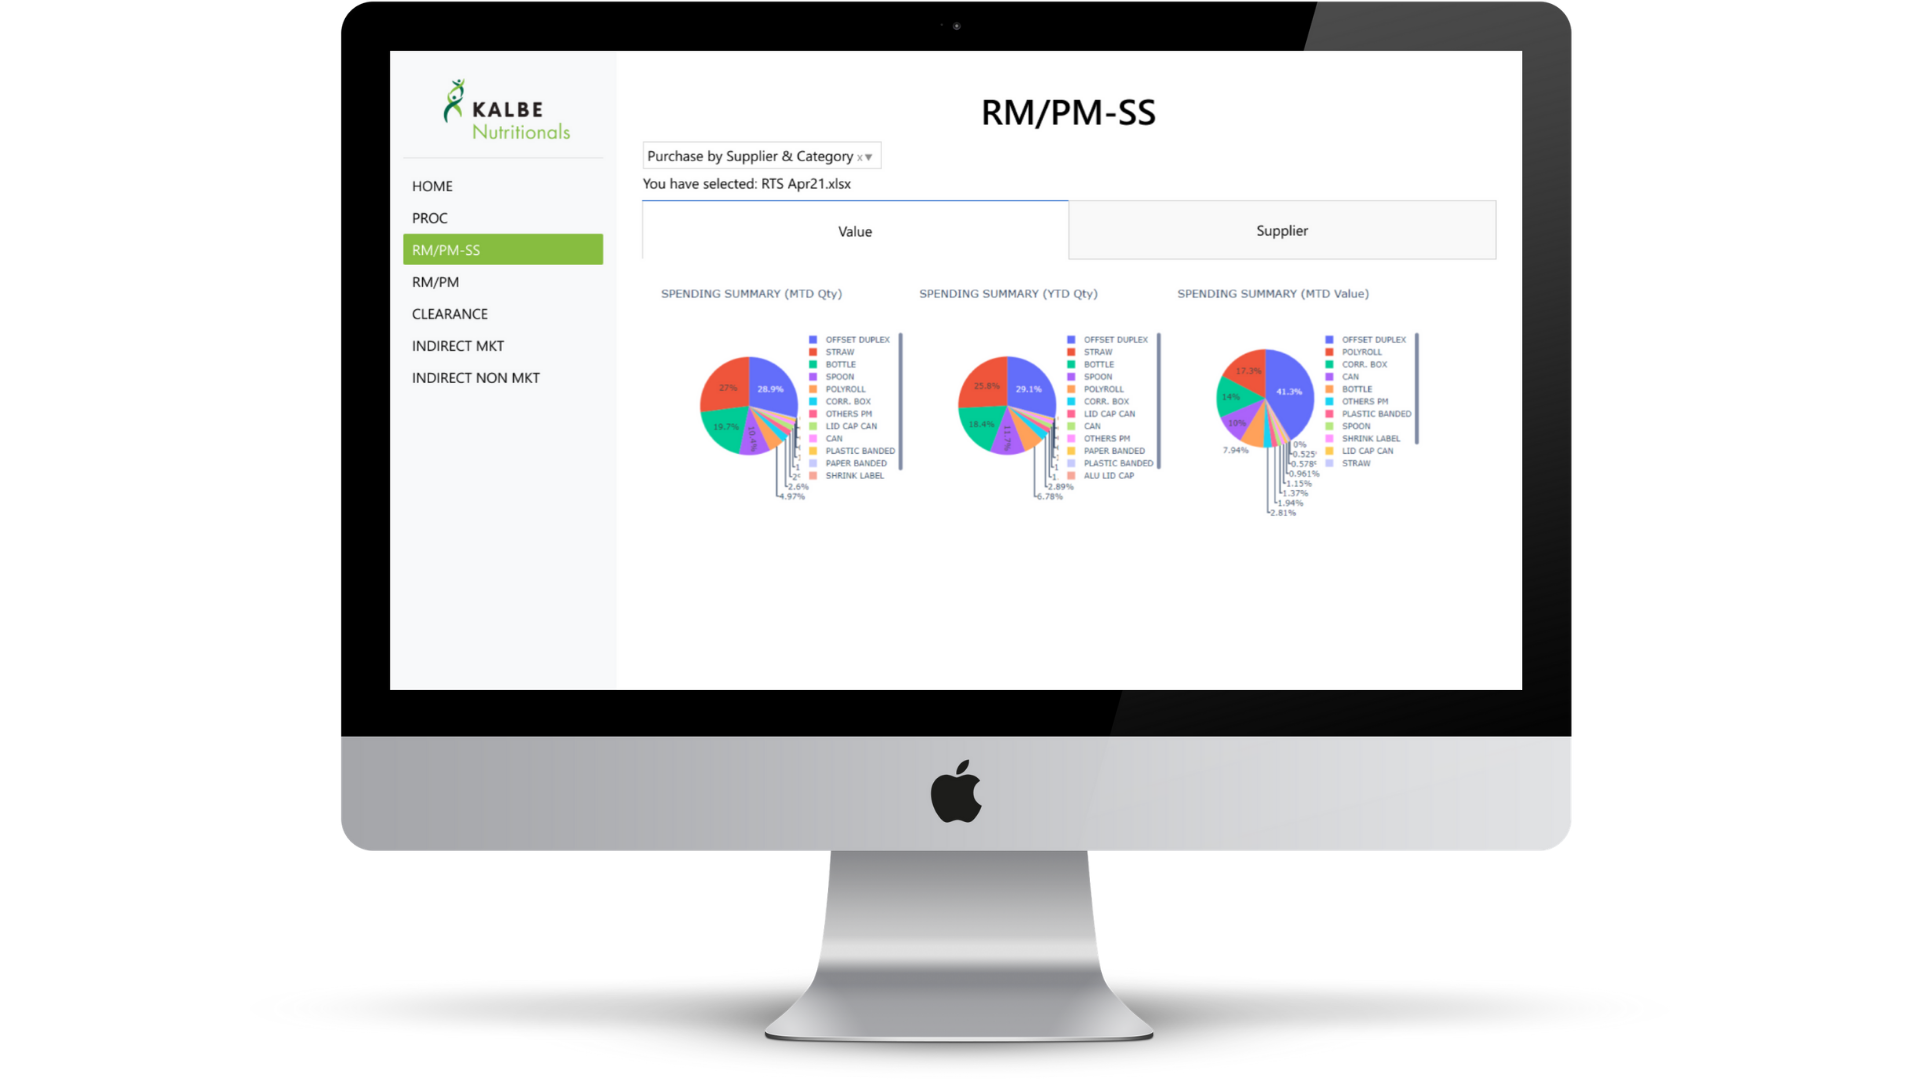 KALBE
Nutritionals
HOME
PROC
RM/PM-SS
RM/PM
CLEARANCE
INDIRECT MKT
INDIRECT NON MKT
RM/PM-SS
Purchase by Supplier & Category x▼
You have selected: RTS Apr21.xlsx
Value
Supplier
SPENDING SUMMARY (MTD Qty)
28.9%
27%
19.7%
10.4%
4.97%
2.6%
OFFSET DUPLEX
STRAW
BOTTLE
SPOON
POLYROLL
CORR. BOX
OTHERS PM
LID CAP CAN
CAN
PLASTIC BANDED
PAPER BANDED
SHRINK LABEL
SPENDING SUMMARY (YTD Qty)
29.1%
25.8%
18.4%
11.7%
6.78%
2.89%
OFFSET DUPLEX
STRAW
BOTTLE
SPOON
POLYROLL
CORR. BOX
LID CAP CAN
CAN
OTHERS PM
PAPER BANDED
PLASTIC BANDED
ALU LID CAP
SPENDING SUMMARY (MTD Value)
41.3%
17.3%
14%
10%
7.94%
0%
0.961%
1.15%
1.37%
1.94%
2.81%
OFFSET DUPLEX
POLYROLL
CORR. BOX
CAN
BOTTLE
OTHERS PM
PLASTIC BANDED
SPOON
SHRINK LABEL
LID CAP CAN
STRAW